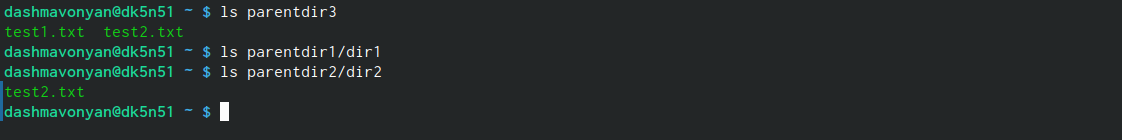 dashmavonyan@dk5n51 ~ $ ls parentdir3
test1.txt  test2.txt
dashmavonyan@dk5n51 ~ $ ls parentdir1/dir1
dashmavonyan@dk5n51 ~ $ ls parentdir2/dir2
test2.txt
dashmavonyan@dk5n51 ~ $